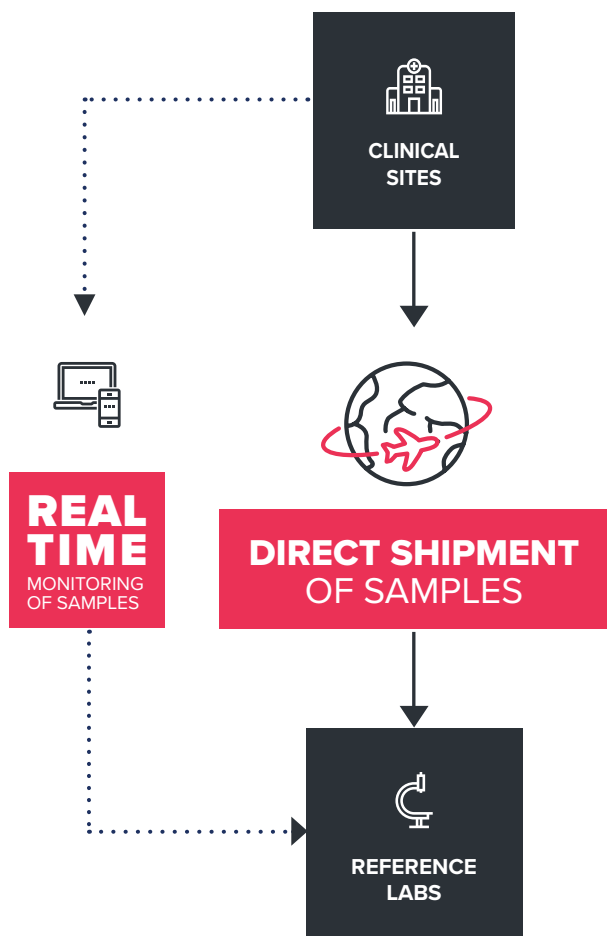 CLINICAL
SITES
REAL
TIME
MONITORING
OF SAMPLES
DIRECT SHIPMENT
OF SAMPLES
REFERENCE
LABS